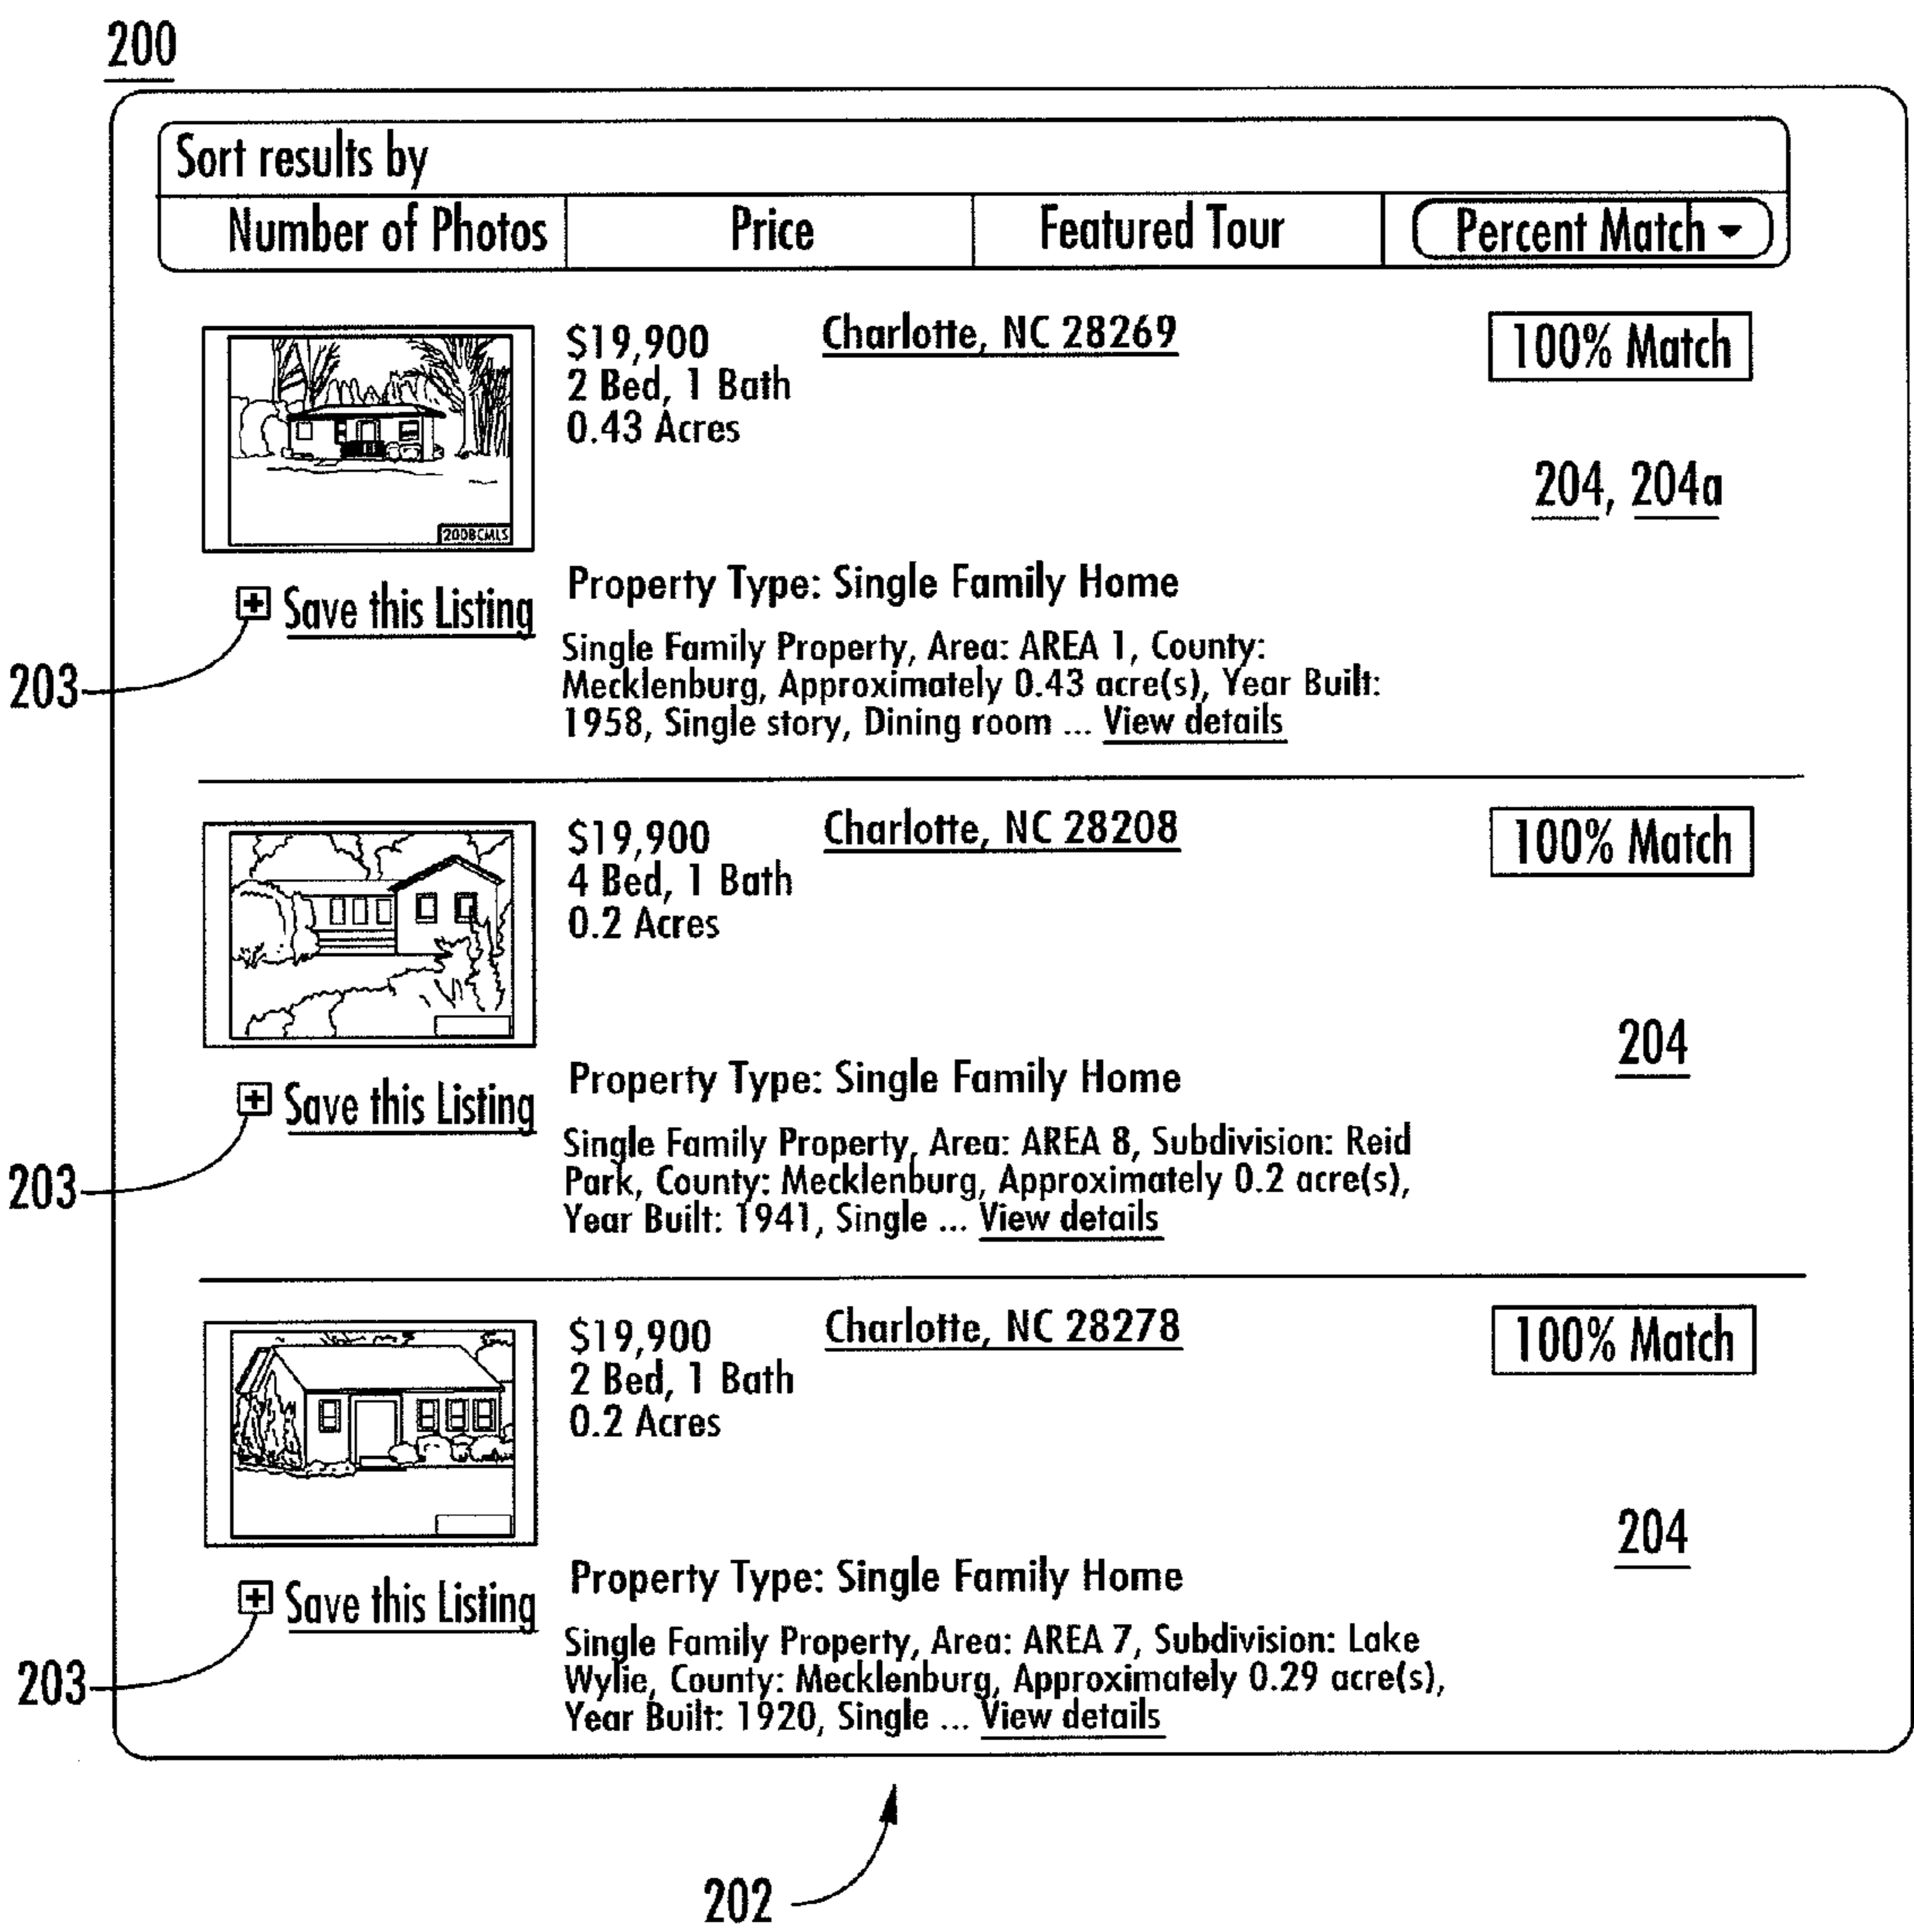 200
Sort results by
Number of Photos Price Featured Tour Percent Match
$19,900 Charlotte, NC 28269 100% Match
2 Bed, 1 Bath
0.43 Acres
204, 204a
200BCMLS
Property Type: Single Family Home
Save this Listing
Single Family Property, Area: AREA 1, County:
203
Mecklenburg, Approximately 0.43 acre(s), Year Built:
1958, Single story, Dining room ... View details
$19,900 Charlotte, NC 28208 100% Match
4 Bed, 1 Bath
0.2 Acres
204
Property Type: Single Family Home
Save this Listing
Single Family Property, Area: AREA 8, Subdivision: Reid
203
Park, County: Mecklenburg, Approximately 0.2 acre(s),
Year Built: 1941, Single ... View details
$19,900 Charlotte, NC 28278 100% Match
2 Bed, 1 Bath
0.2 Acres
204
Property Type: Single Family Home
Save this Listing
Single Family Property, Area: AREA 7, Subdivision: Lake
203
Wylie, County: Mecklenburg, Approximately 0.29 acre(s),
Year Built: 1920, Single ... View details
202